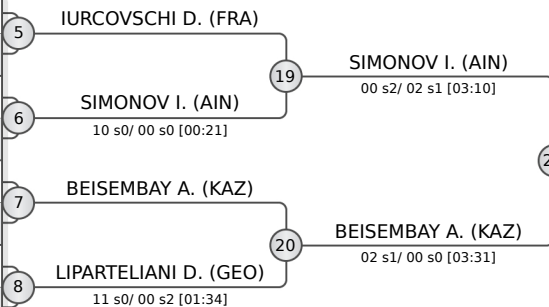 5
IURCOVSCHI D. (FRA)
19
SIMONOV I. (AIN)
00 s2/ 02 s1 [03:10]
6
SIMONOV I. (AIN)
10 s0/ 00 s0 [00:21]
7
BEISEMBAY A. (KAZ)
20
BEISEMBAY A. (KAZ)
02 s1/ 00 s0 [03:31]
8
LIPARTELIANI D. (GEO)
11 s0/ 00 s2 [01:34]